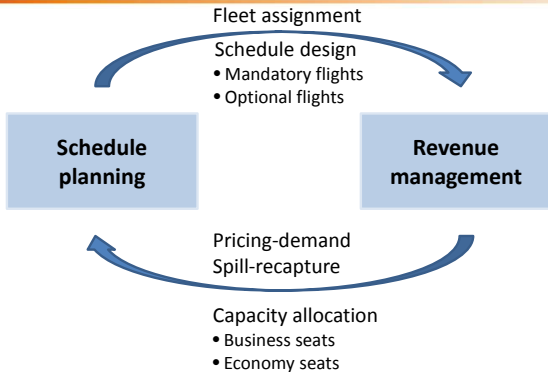 Fleet assignment
Schedule design
• Mandatory flights
• Optional flights
Schedule
planning
Revenue
management
Pricing-demand
Spill-recapture
Capacity allocation
• Business seats
• Economy seats